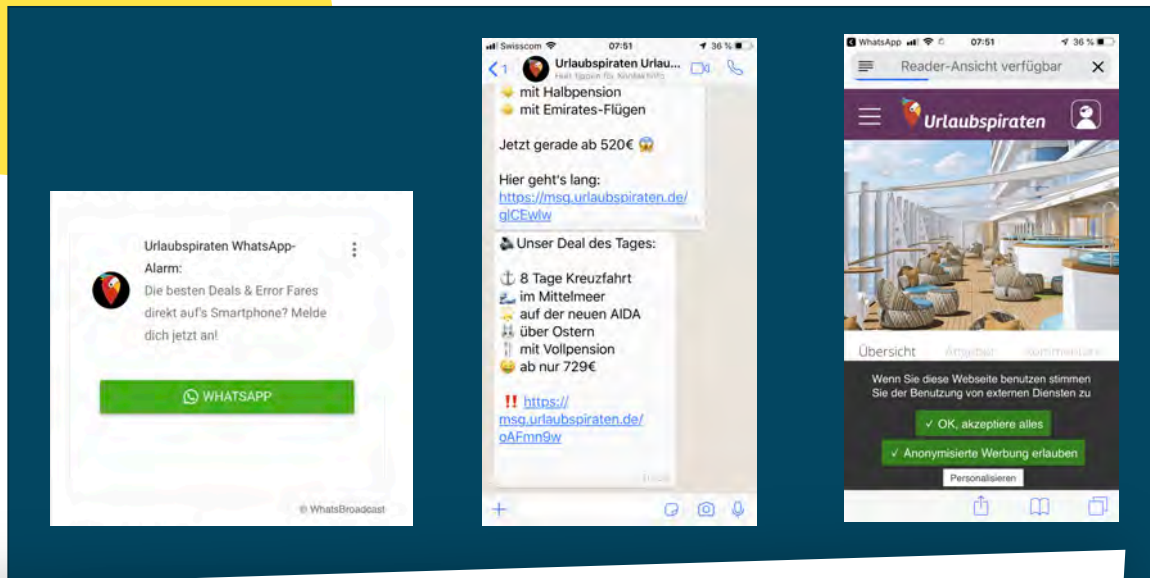 Urlaubspiraten WhatsApp-
Alarm:
Die besten Deals & Error Fares
direkt auf's Smartphone? Melde
dich jetzt an!
WHATSAPP
© WhatsBroadcast
Swisscom
07:51
36 %
1
Urlaubspiraten Urlau...
mit Halbpension
mit Emirates-Flügen
Jetzt gerade ab 520€
Hier geht's lang:
https://msg.urlaubspiraten.de/
Unser Deal des Tages:
8 Tage Kreuzfahrt
im Mittelmeer
auf der neuen AIDA
über Ostern
mit Vollpension
ab nur 729€
‼ https://
msg.urlaubspiraten.de/
oAFmn9w
WhatsApp
07:51
36 %
Reader-Ansicht verfügbar
Urlaubspiraten
Übersicht
Wenn Sie diese Webseite benutzen stimmen
Sie der Benutzung von externen Diensten zu
✓ OK, akzeptiere alles
✓ Anonymisierte Werbung erlauben
Personalisieren